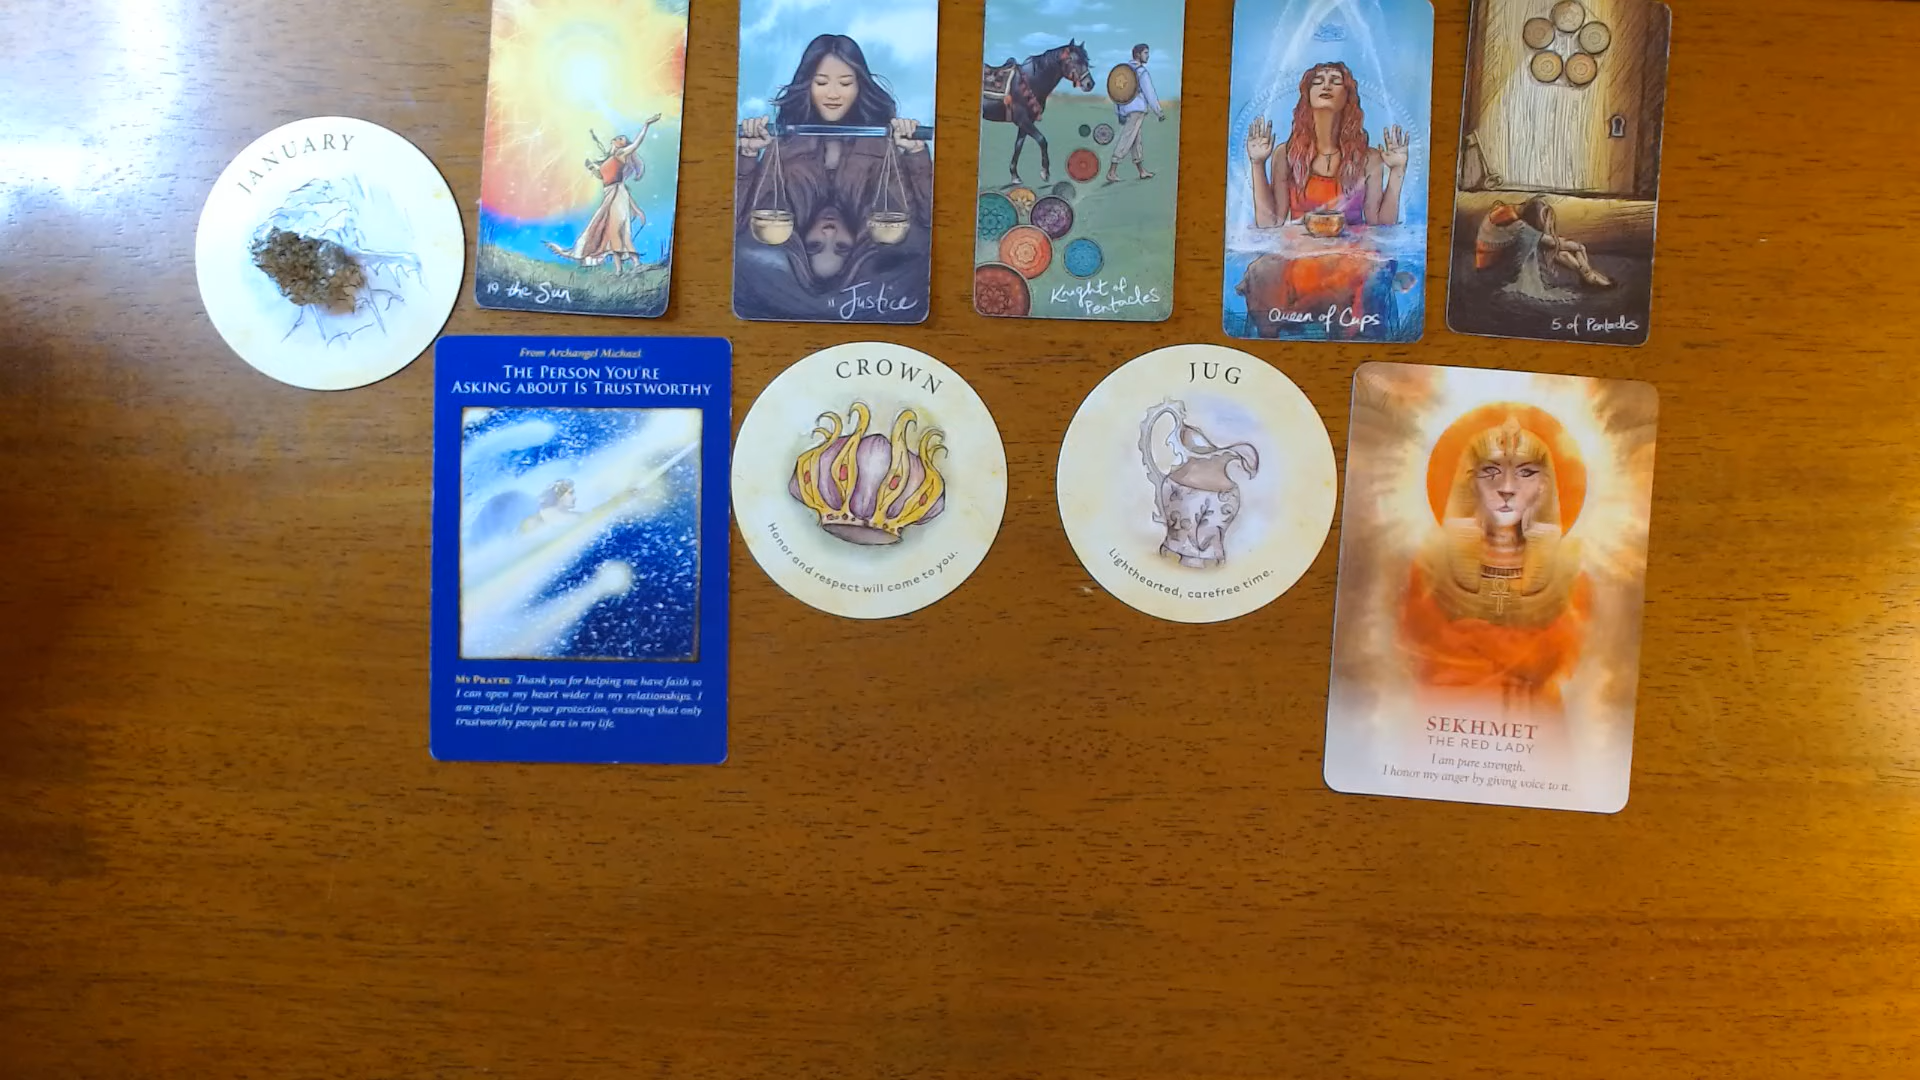 JANUARY
19 the Sun
11 Justice
Knight of
Pentacles
Queen of Cups
5 of Pentacles
From Archangel Michael
THE PERSON YOU'RE
ASKING ABOUT IS TRUSTWORTHY
MY PRAYER: Thank you for helping me have faith so
I can open my heart wider in my relationships. I
am grateful for your protection, ensuring that only
trustworthy people are in my life.
CROWN
Honor and respect will come to you.
JUG
Lighthearted, carefree time.
SEKHMET
THE RED LADY
I am pure strength.
I honor my anger by giving voice to it.